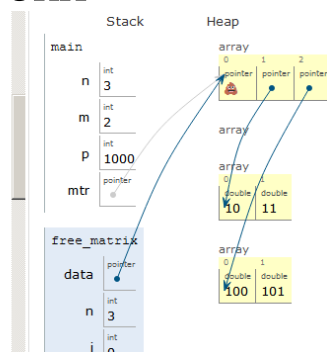 Stack Heap
main
array
0 1 2
pointer pointer pointer
int
n 3
int
m 2
array
int
p 1000
array
pointer
mtr
0 1
double double
10 11
free_matrix
array
pointer
data
0 1
double double
100 101
int
n 3
int